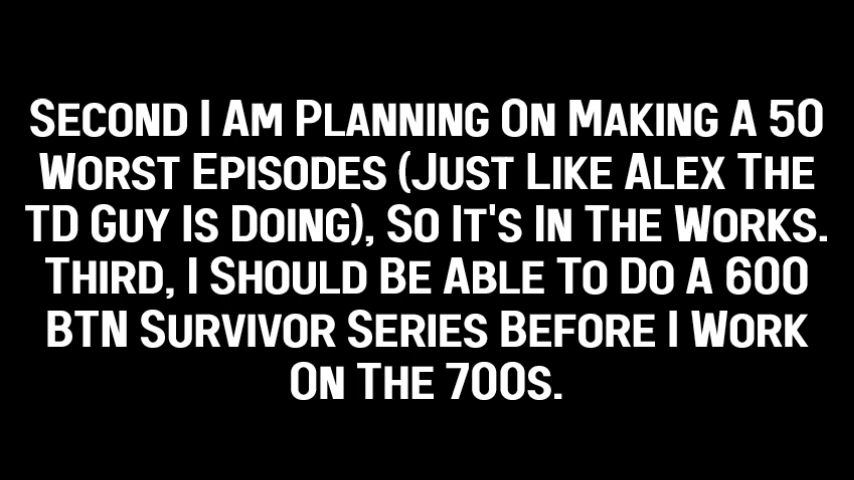 Second I Am Planning On Making A 50
Worst Episodes (Just Like Alex The
TD Guy Is Doing), So It's In The Works.
Third, I Should Be Able To Do A 600
BTN Survivor Series Before I Work
On The 700s.